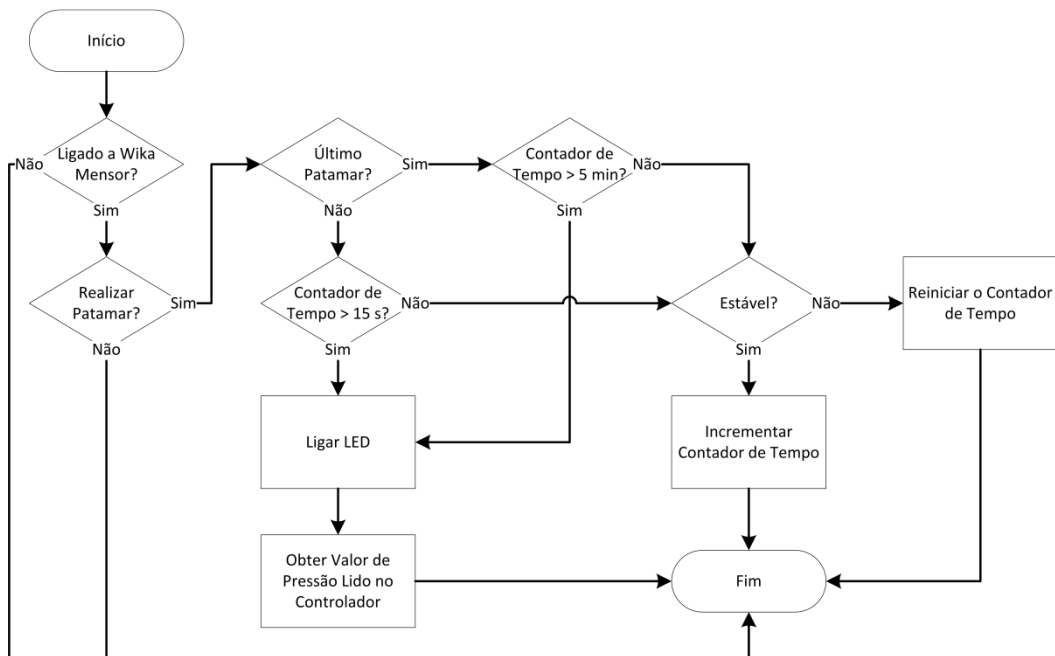 Início
Ligado a Wika
Mensor?
Não
Sim
Realizar
Patamar?
Sim
Não
Último
Patamar?
Sim
Não
Contador de
Tempo > 5 min?
Não
Sim
Contador de
Tempo > 15 s?
Não
Sim
Estável?
Não
Sim
Reiniciar o Contador
de Tempo
Ligar LED
Incrementar
Contador de Tempo
Obter Valor de
Pressão Lido no
Controlador
Fim